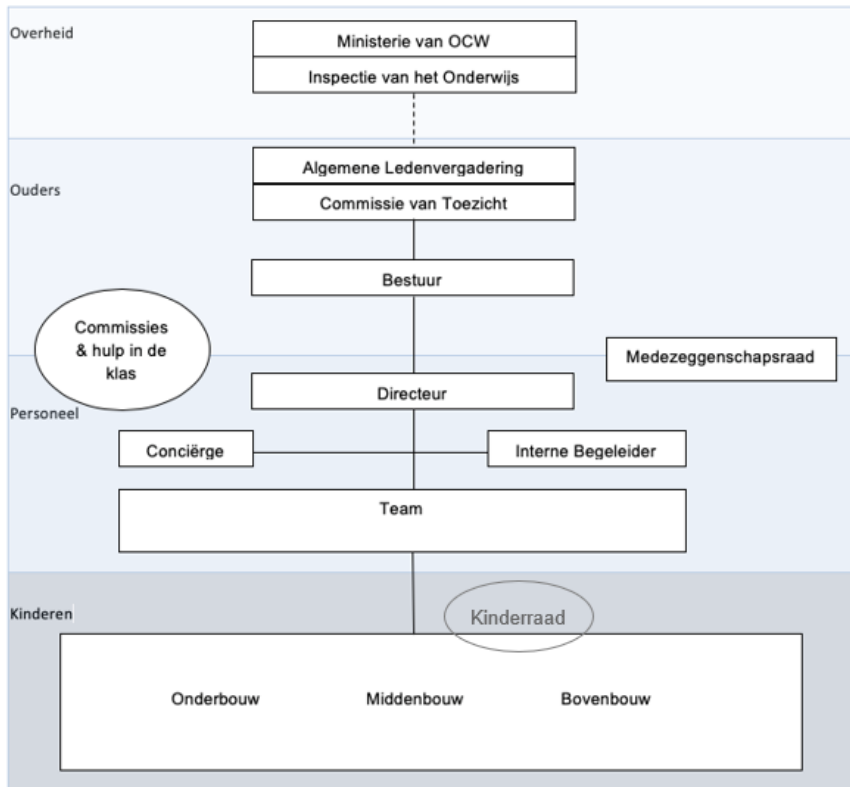 Overheid
Ministerie van OCW
Inspectie van het Onderwijs
Ouders
Algemene Ledenvergadering
Commissie van Toezicht
Bestuur
Commissies
& hulp in de
klas
Medezeggenschapsraad
Personeel
Directeur
Conciërge
Interne Begeleider
Team
Kinderen
Kinderraad
Onderbouw
Middenbouw
Bovenbouw